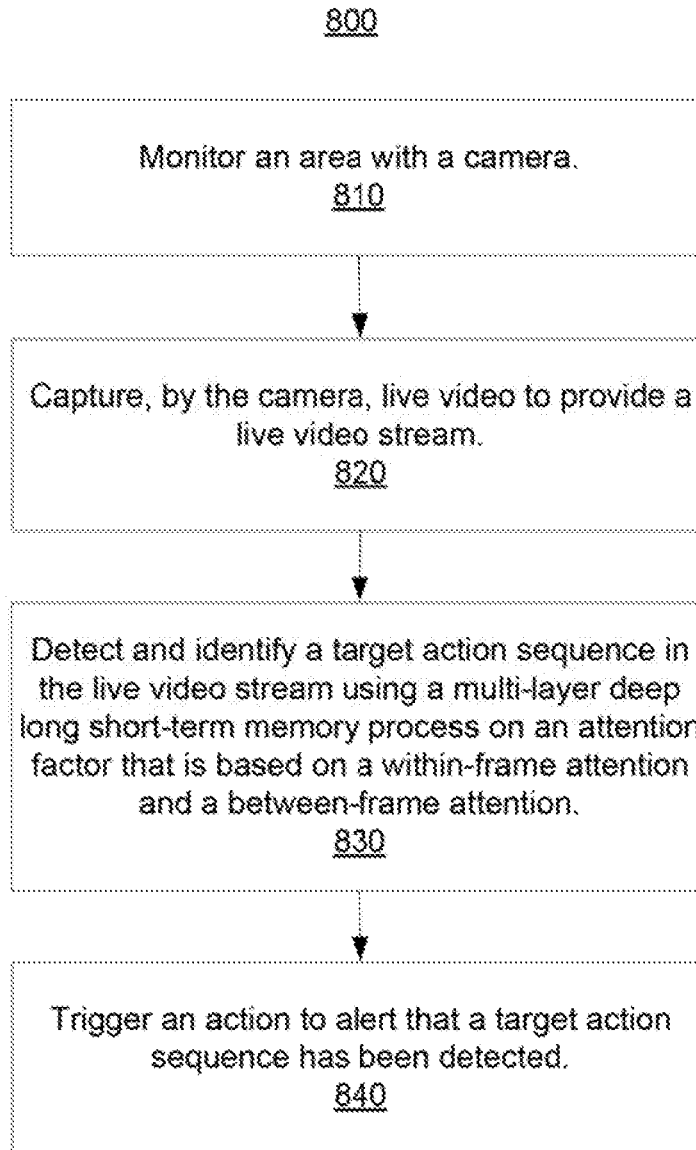 800
Monitor an area with a camera.
810
Capture, by the camera, live video to provide a
live video stream.
820
Detect and identify a target action sequence in
the live video stream using a multi-layer deep
long short-term memory process on an attention
factor that is based on a within-frame attention
and a between-frame attention.
830
Trigger an action to alert that a target action
sequence has been detected.
840